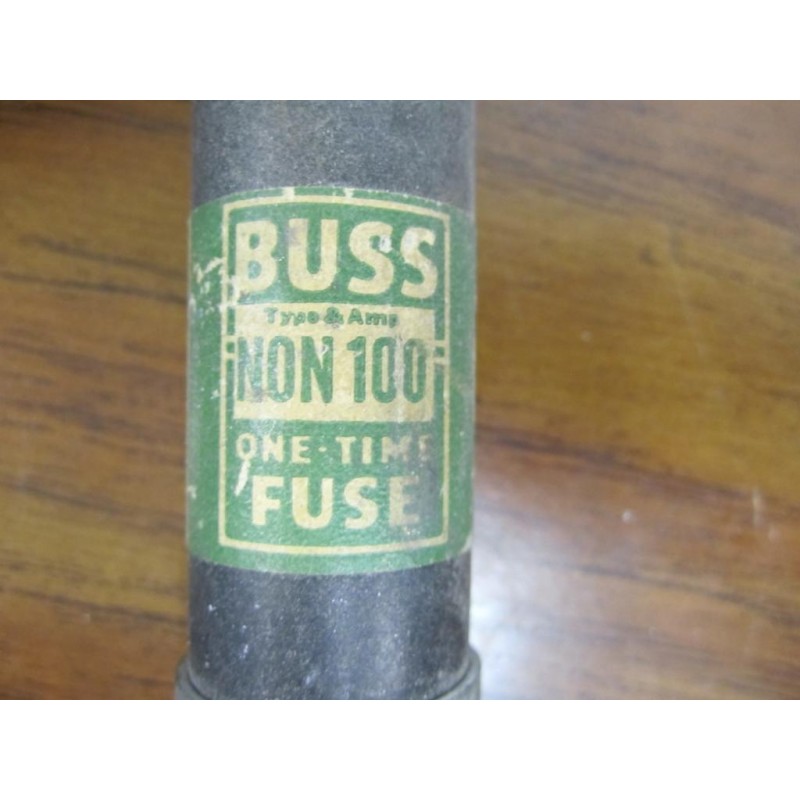 BUSS
Type & Amp
NON 100
ONE-TIME
FUSE